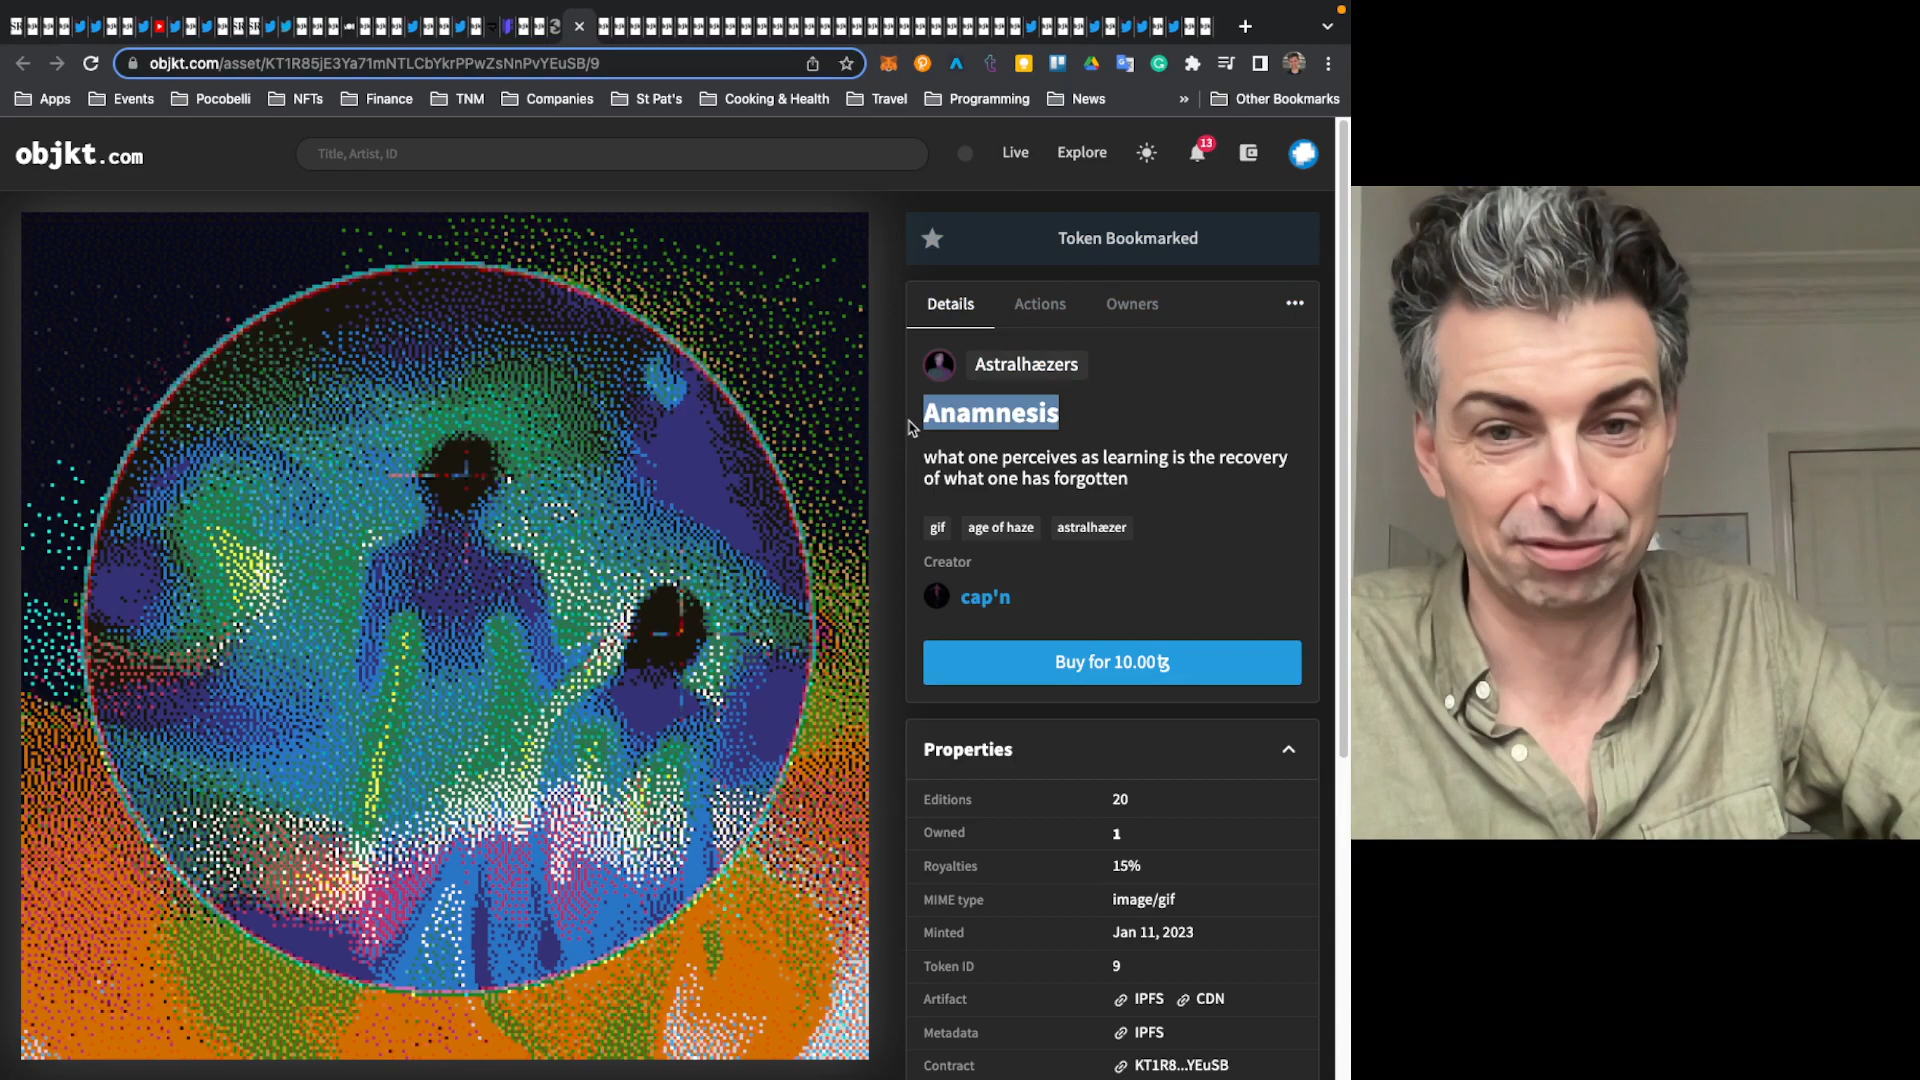 objkt.com/asset/KT1R85jE3Ya71mNTLCbYkrPPwZsNnPvYEuSB/9
Apps Events Pocobelli NFTs Finance TNM Companies St Pat's Cooking & Health Travel Programming News » Other Bookmarks
objkt.com Title, Artist, ID Live Explore 13
Token Bookmarked
Details Actions Owners
Astralhæzers
Anamnesis
what one perceives as learning is the recovery
of what one has forgotten
gif age of haze astralhæzer
Creator
cap'n
Buy for 10.00ꜩ
Properties
Editions 20
Owned 1
Royalties 15%
MIME type image/gif
Minted Jan 11, 2023
Token ID 9
Artifact IPFS CDN
Metadata IPFS
Contract KT1R8...YEuSB